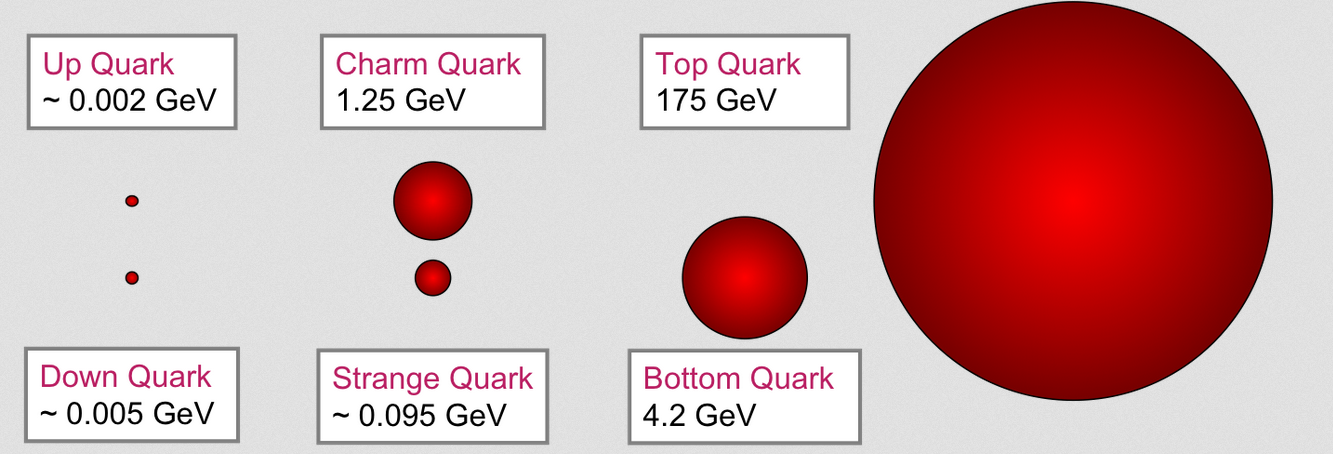 Up Quark
~ 0.002 GeV
Charm Quark
1.25 GeV
Top Quark
175 GeV
Down Quark
~ 0.005 GeV
Strange Quark
~ 0.095 GeV
Bottom Quark
4.2 GeV